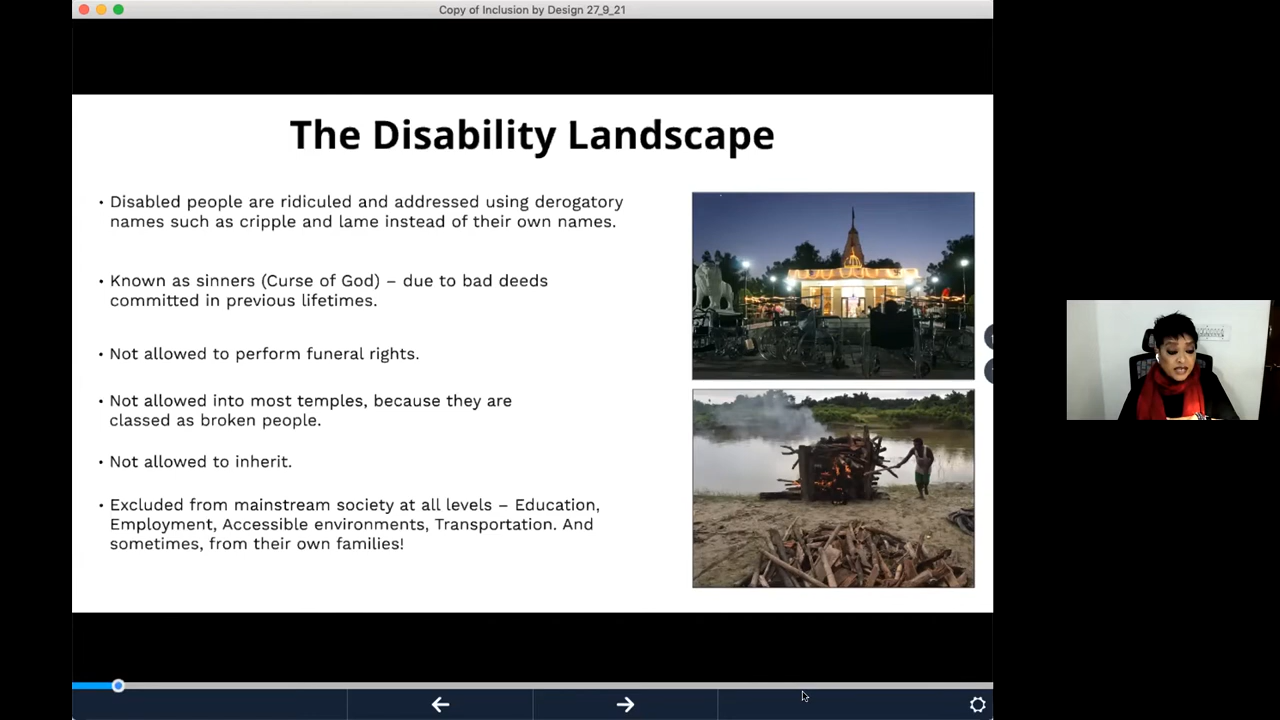 Copy of Inclusion by Design 27_9_21
The Disability Landscape
• Disabled people are ridiculed and addressed using derogatory
names such as cripple and lame instead of their own names.
• Known as sinners (Curse of God) – due to bad deeds
committed in previous lifetimes.
• Not allowed to perform funeral rights.
• Not allowed into most temples, because they are
classed as broken people.
• Not allowed to inherit.
• Excluded from mainstream society at all levels – Education,
Employment, Accessible environments, Transportation. And
sometimes, from their own families!